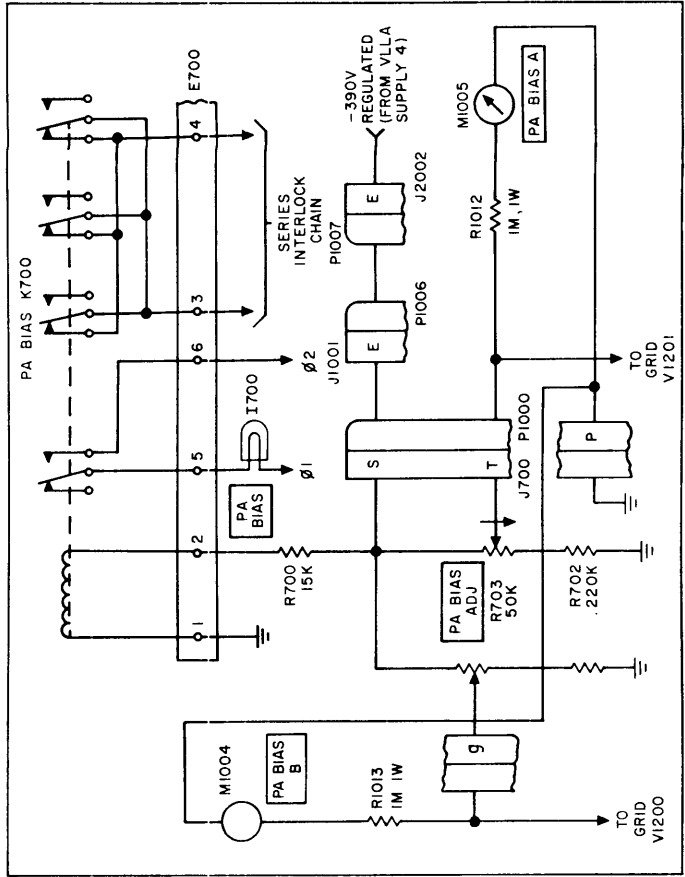 PA BIAS K700
E700
1
2
5
6
3
4
I700
PA
BIAS
Ø1
Ø2
SERIES
INTERLOCK
CHAIN
R700
15K
J1001
E
P1006
P1007
E
J2002
-390V
REGULATED
(FROM VLLA
SUPPLY 4)
S
T
J700
P1000
PA BIAS
ADJ
R703
50K
R702
220K
R1012
1M, 1W
M1005
PA BIAS A
TO
GRID
V1201
P
g
M1004
PA BIAS
B
R1013
1M 1W
TO
GRID
V1200